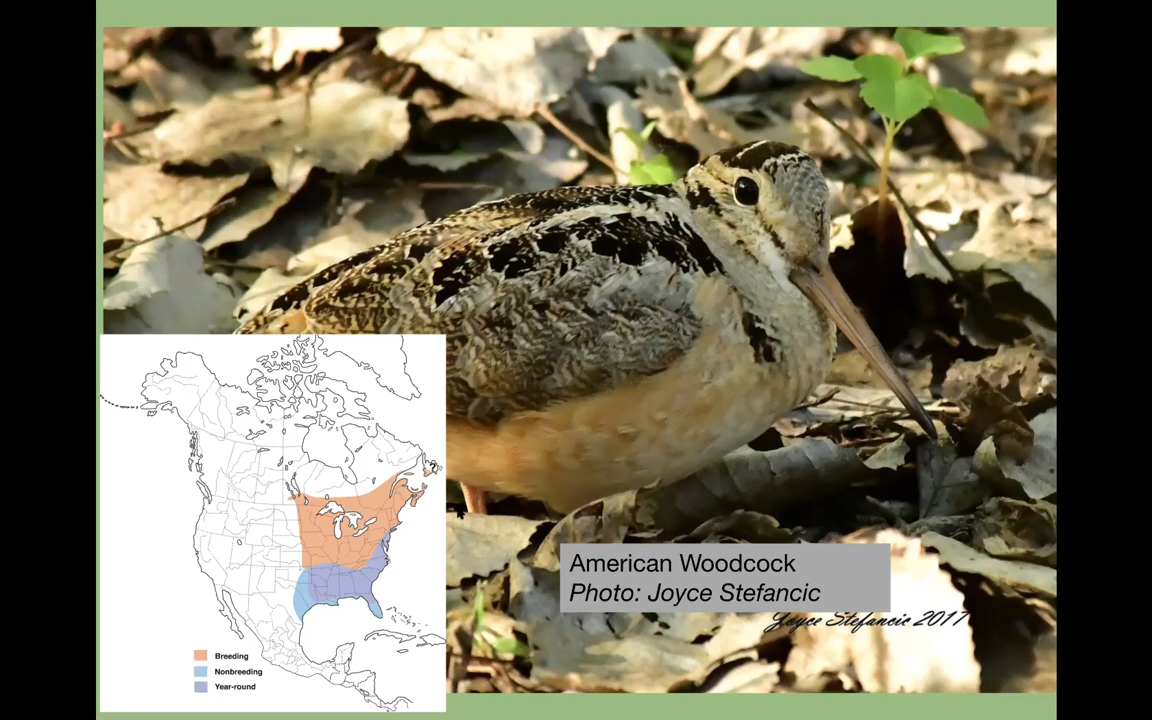 American Woodcock
Photo: Joyce Stefancic
Joyce Stefancic 2017
Breeding
Nonbreeding
Year-round